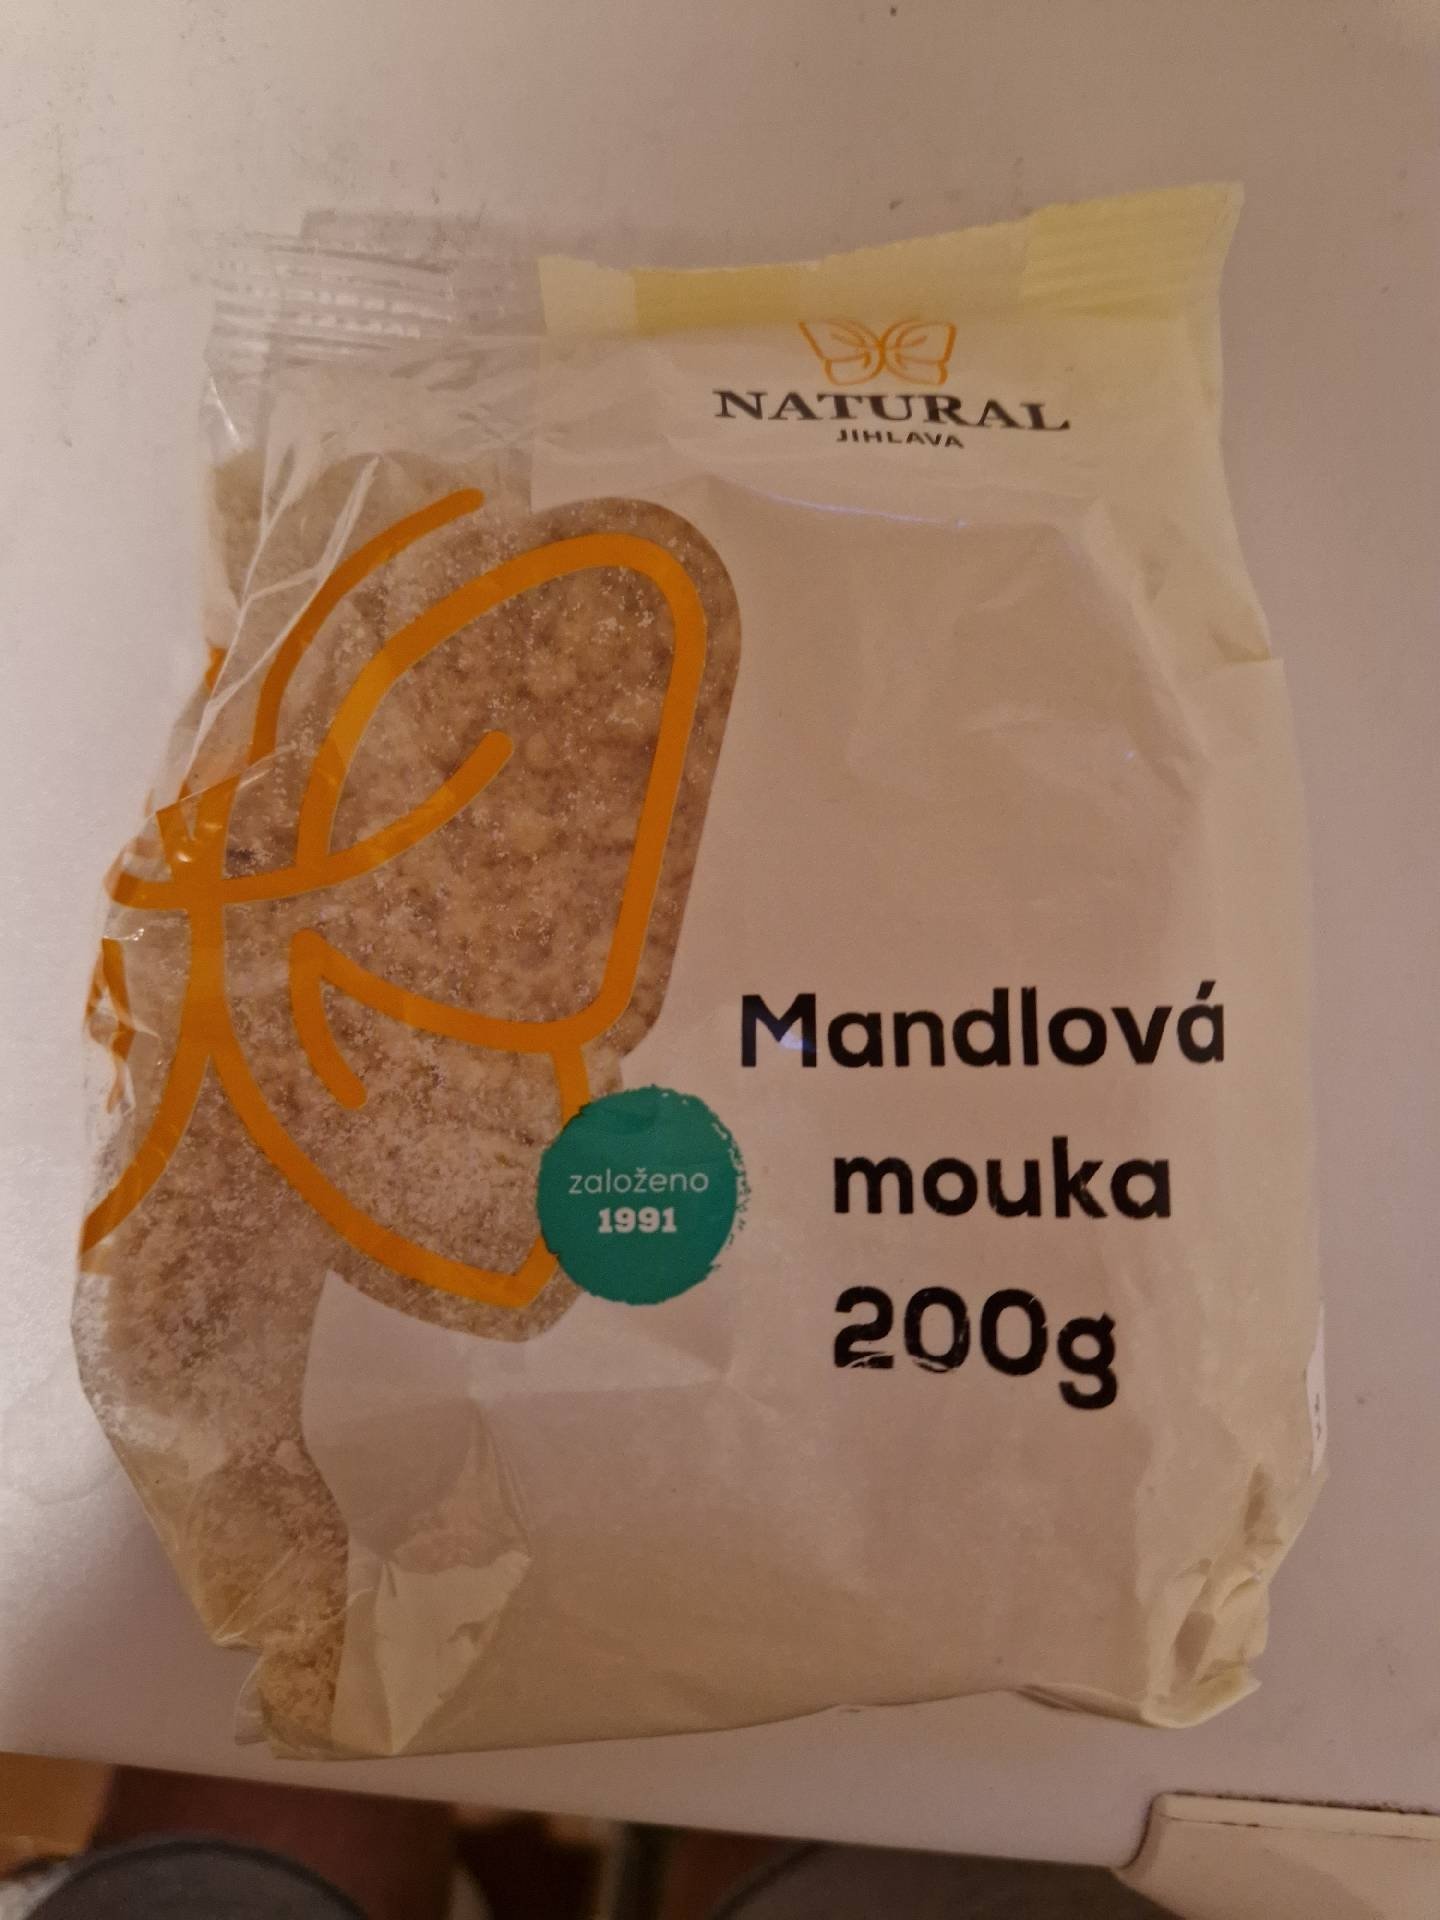 NATURAL
JIHLAVA
Mandlová
mouka
200g
založeno
1991